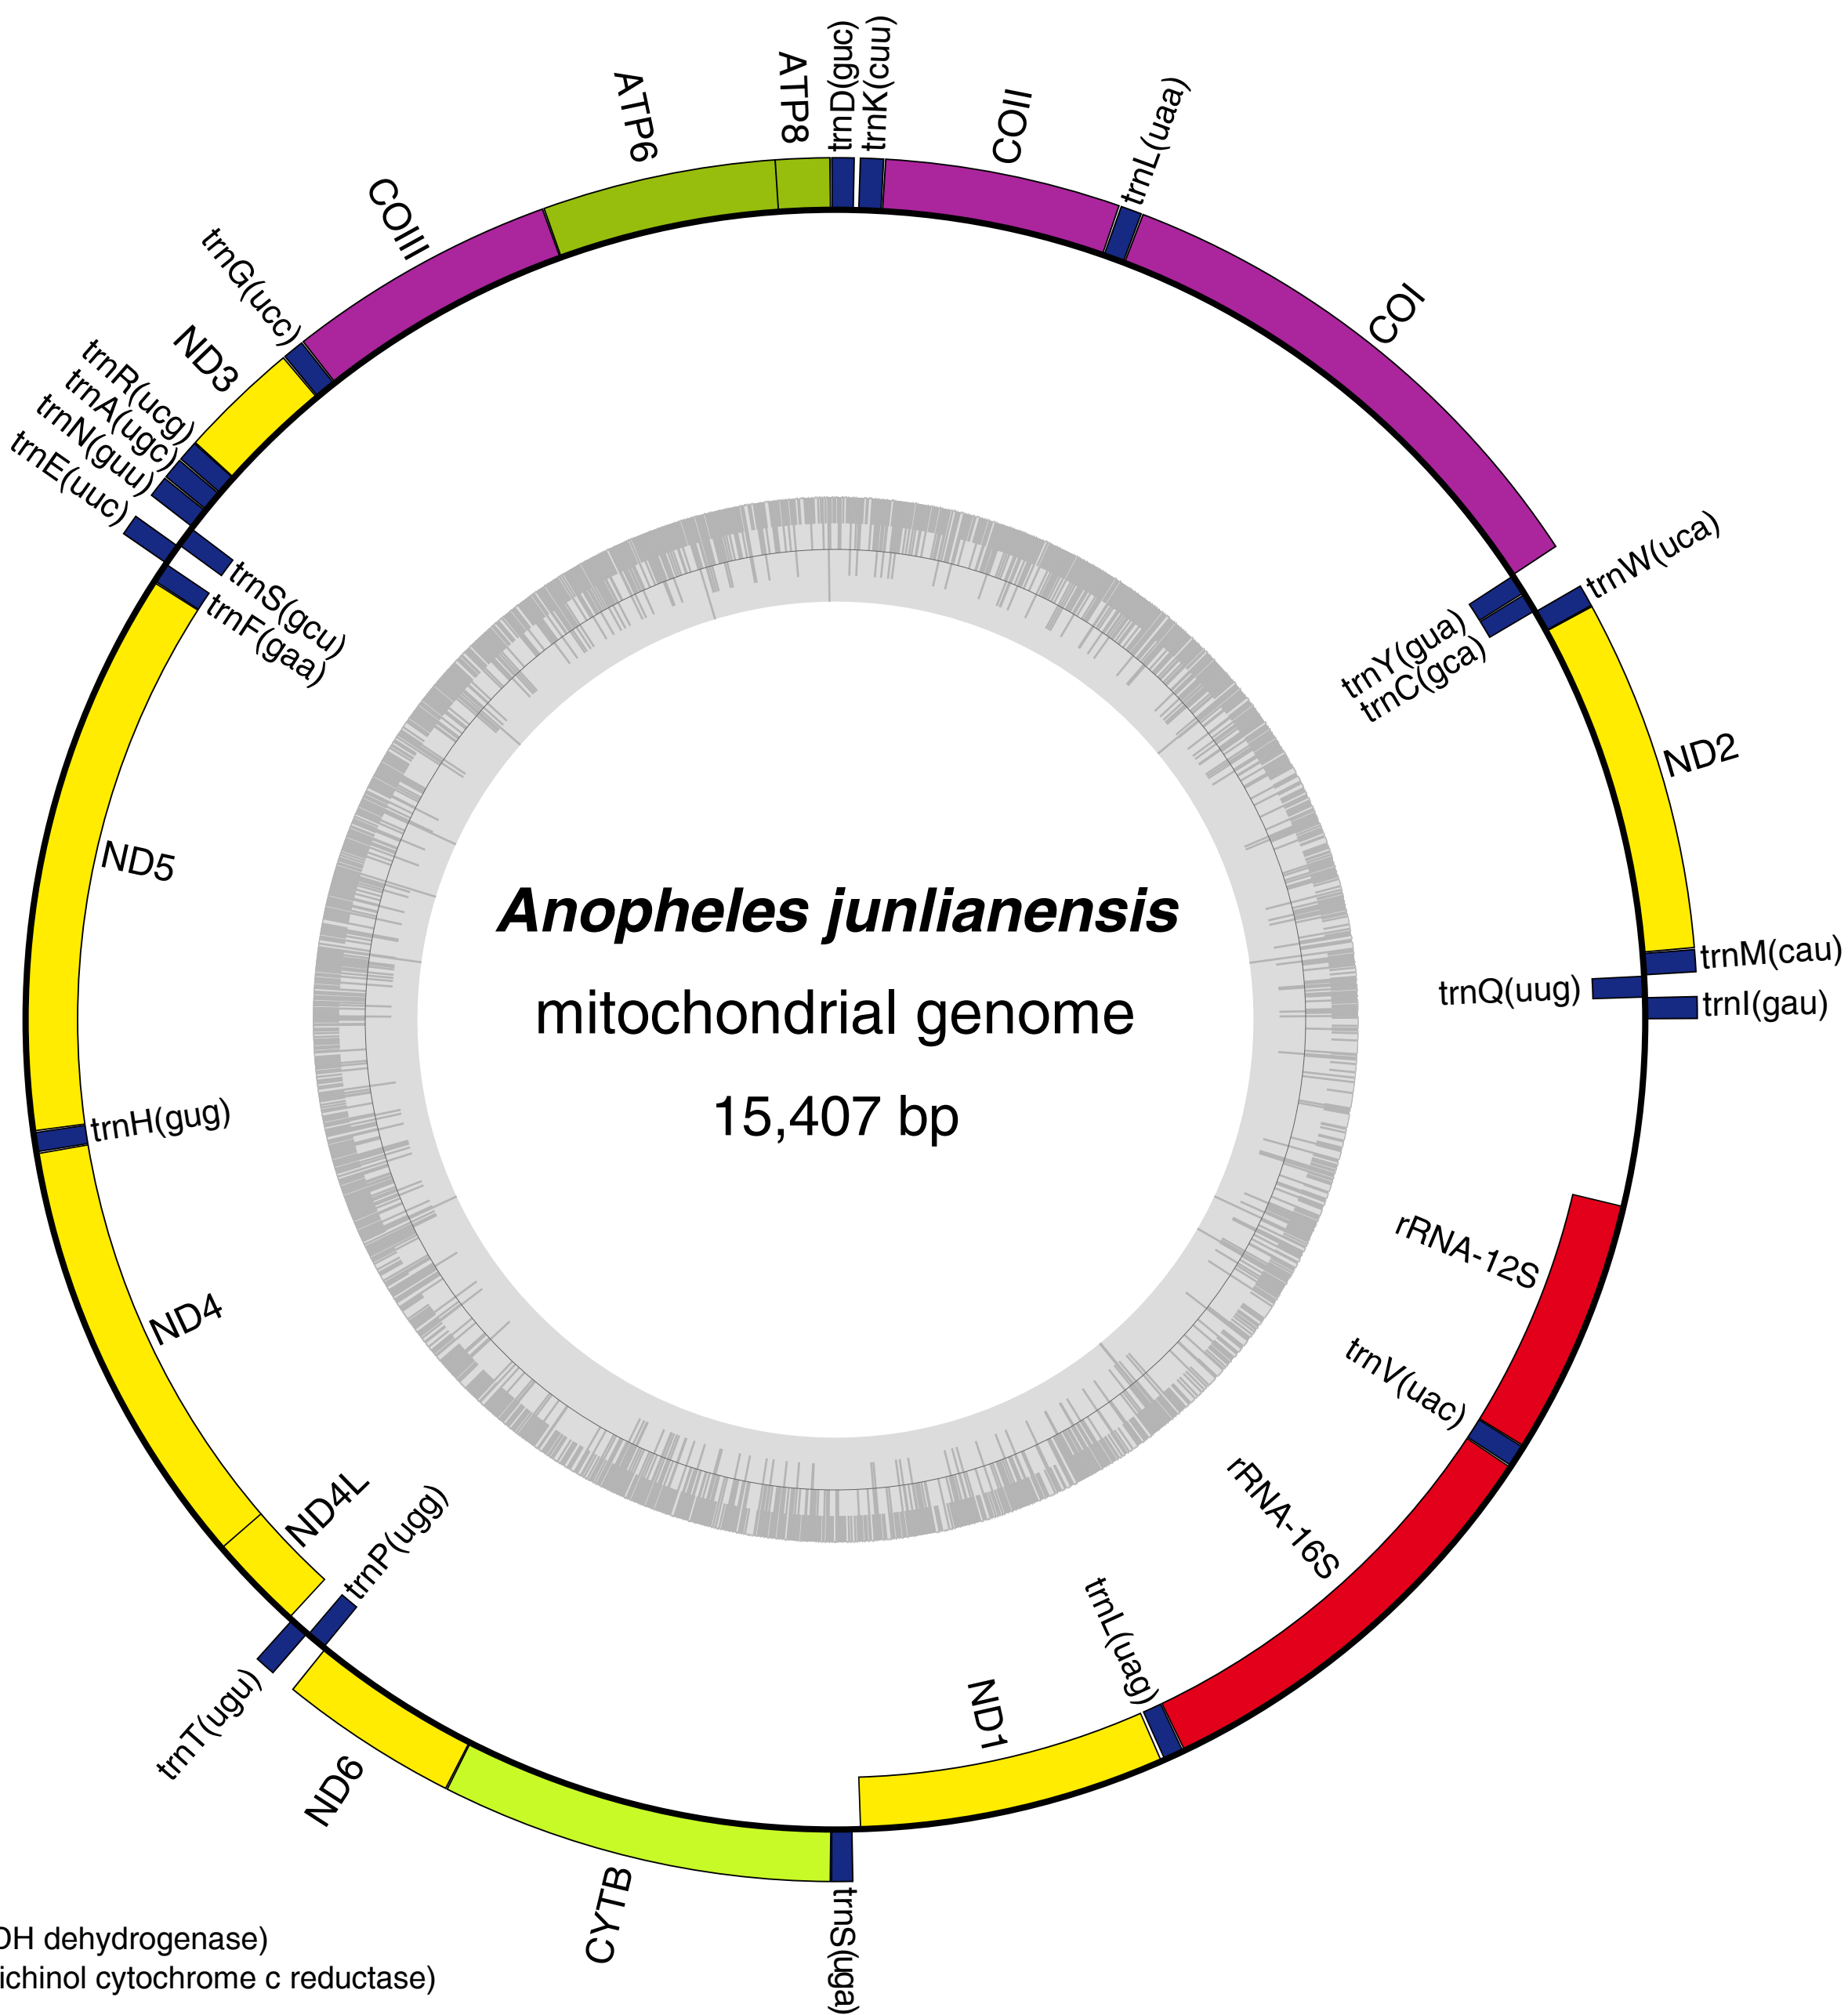 trnD(guc)
trnK(cuu)
COII
trnL(uaa)
COI
trnW(uca)
trnY(gua)
trnC(gca)
ND2
trnM(cau)
trnQ(uug)
trnI(gau)
rRNA-12S
trnV(uac)
rRNA-16S
trnL(uag)
ND1
trnS(uga)
CYTB
ND6
trnT(ugu)
trnP(ugg)
ND4L
ND4
trnH(gug)
ND5
trnF(gaa)
trnS(gcu)
trnE(uuc)
trnN(guu)
trnA(ugc)
trnR(ucg)
ND3
trnG(ucc)
COIII
ATP6
ATP8
Anopheles junlianensis
mitochondrial genome
15,407 bp
dehydrogenase)
cytochrome c reductase)